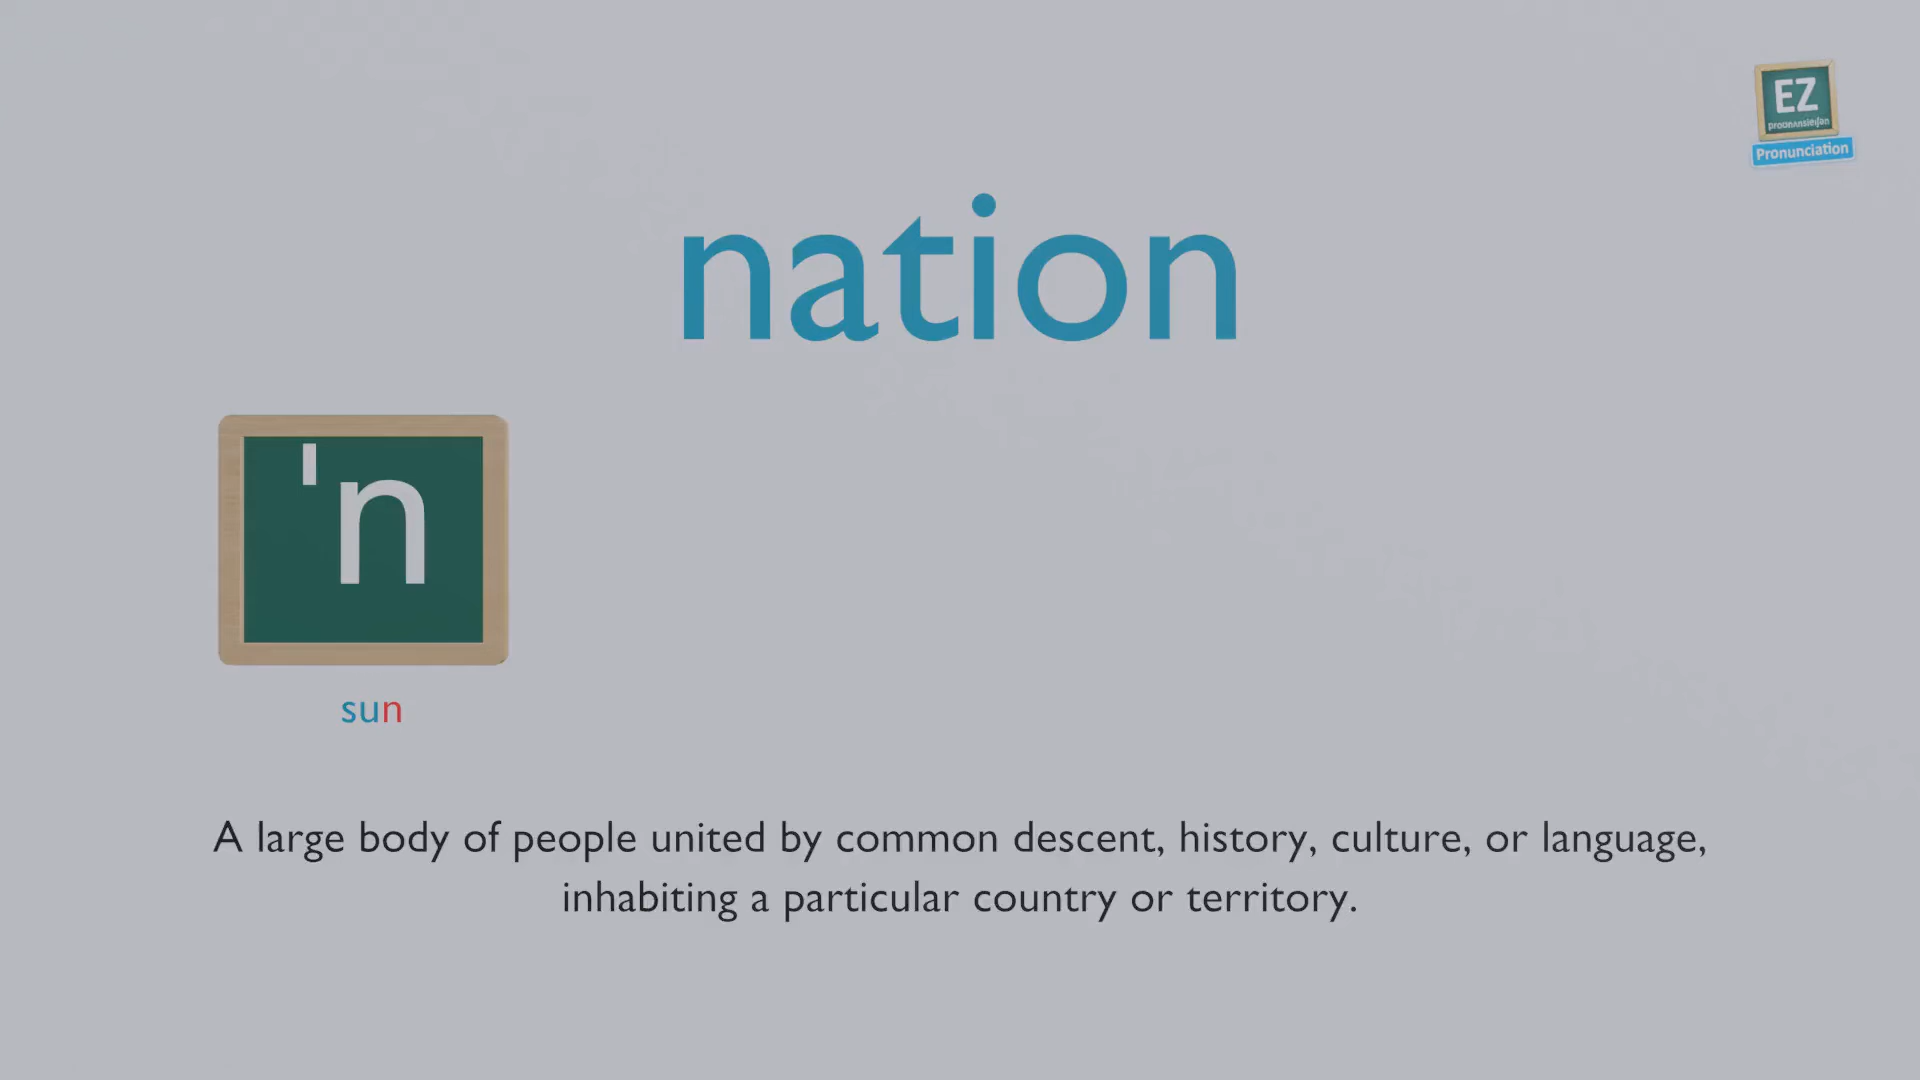 EZ
Pronunciation
nation
ˈn
sun
A large body of people united by common descent, history, culture, or language,
inhabiting a particular country or territory.